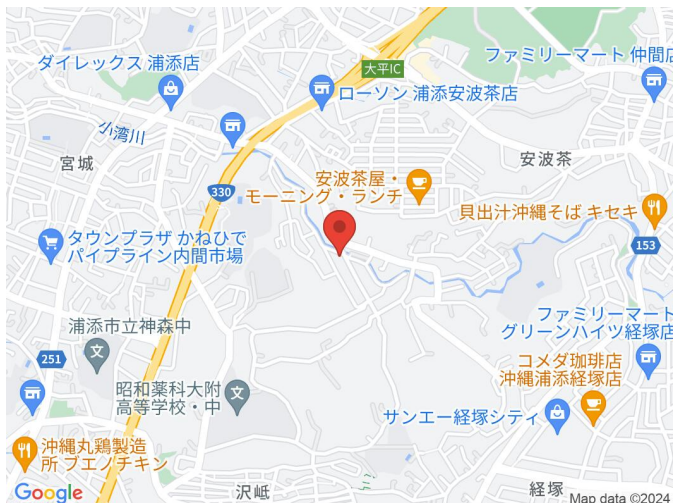 ダイレックス 浦添店
大平IC
ファミリーマート 仲間店
ローソン 浦添安波茶店
小湾川
宮城
安波茶
安波茶屋・
モーニング・ランチ
330
貝出汁沖縄そば キセキ
タウンプラザ かねひで
パイプライン内間市場
153
浦添市立神森中
ファミリーマート
グリーンハイツ経塚店
251
昭和薬科大附
高等学校・中
コメダ珈琲店
沖縄浦添経塚店
サンエー経塚シティ
沖縄丸鶏製造
所 ブエノチキン
沢岻
経塚
Google
Map data ©2024